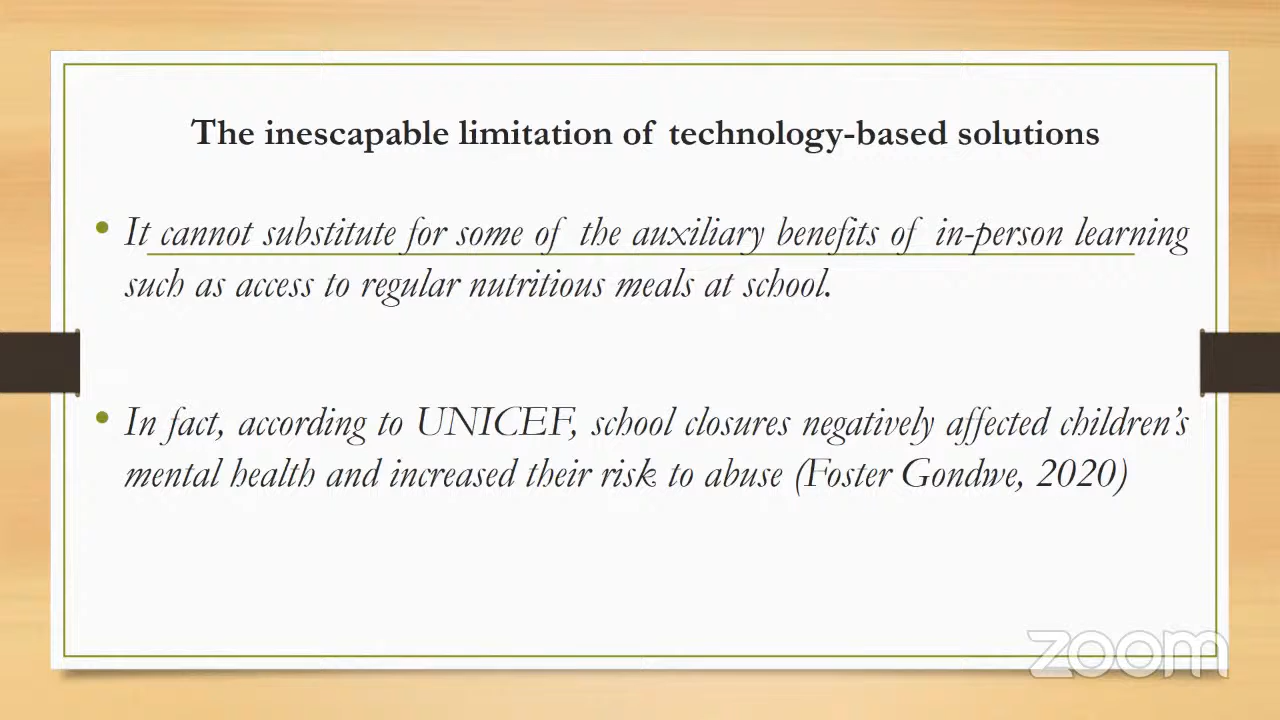 The inescapable limitation of technology-based solutions
It cannot substitute for some of the auxiliary benefits of in-person learning
such as access to regular nutritious meals at school.
In fact, according to UNICEF, school closures negatively affected children's
mental health and increased their risk to abuse (Foster Gondwe, 2020)
zoom